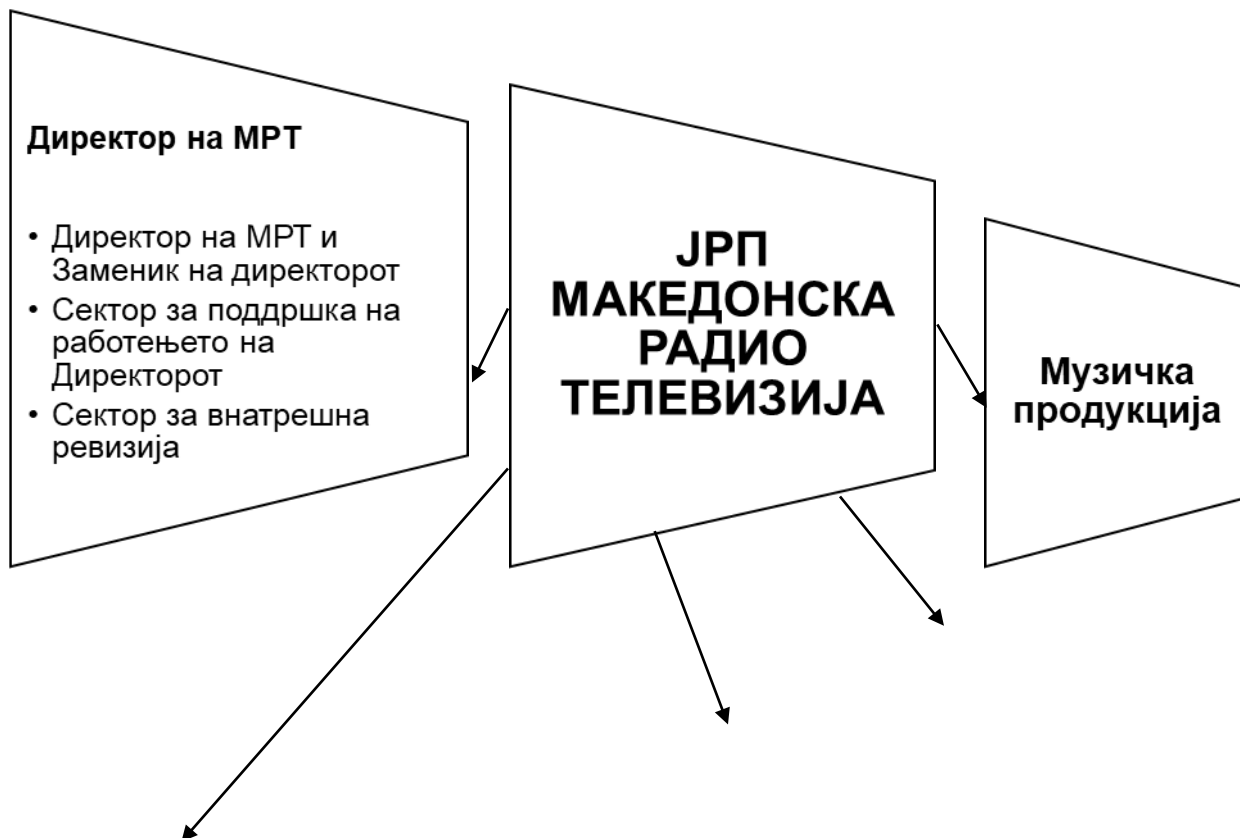 Директор на МРТ
• Директор на МРТ и
Заменик на директорот
• Сектор за поддршка на
работењето на
Директорот
• Сектор за внатрешна
ревизија
ЈРП
МАКЕДОНСКА
РАДИО
ТЕЛЕВИЗИЈА
Музичка
продукција